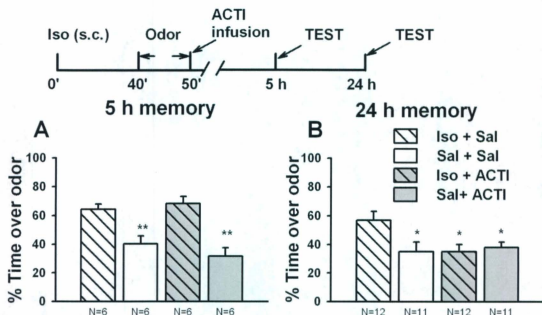 ACTI
Iso (s.c.) Odor infusion TEST TEST
0' 40' 50' 5 h 24 h
5 h memory 24 h memory
A
B
Iso + Sal
Sal + Sal
Iso + ACTI
Sal+ ACTI
% Time over odor
100
80
60
40
20
0
** **
N=6 N=6 N=6 N=6
% Time over odor
100
80
60
40
20
0
* * *
N=12 N=11 N=12 N=11